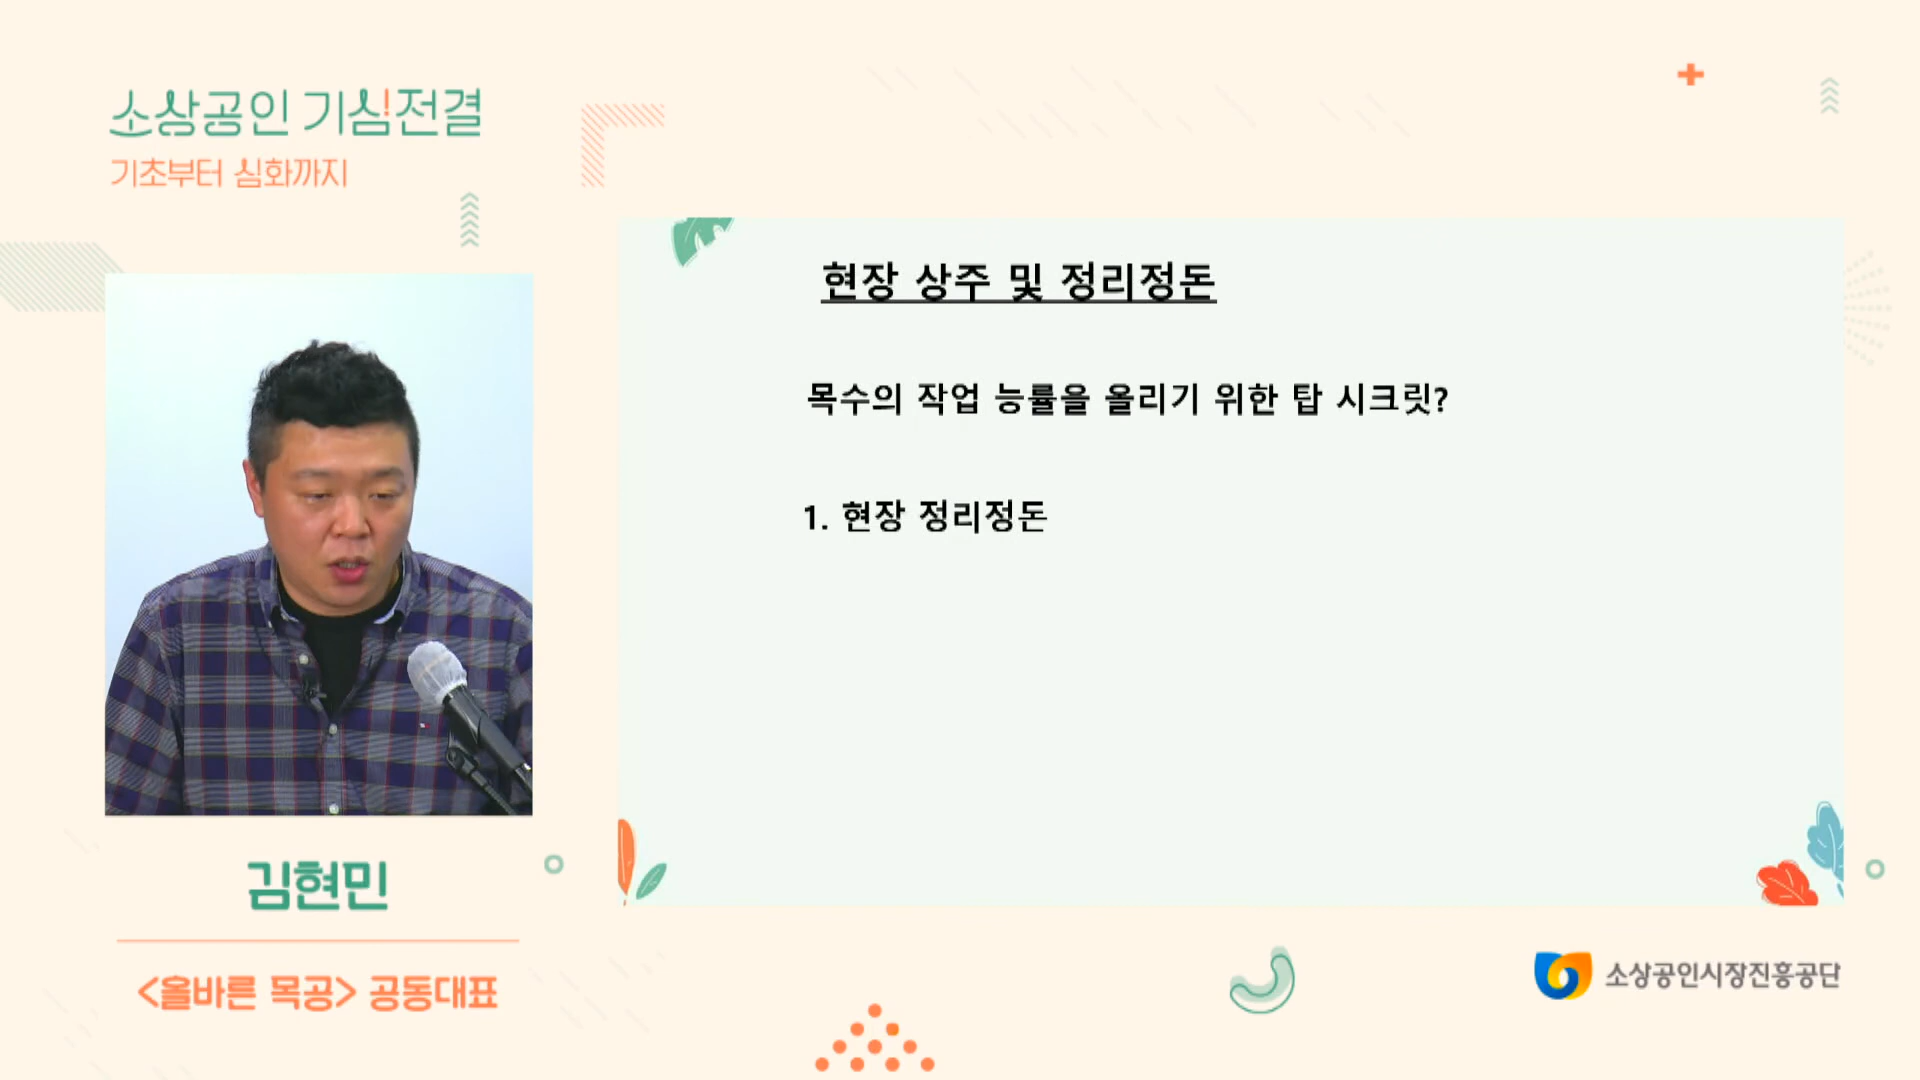 소상공인 기심전결
기초부터 심화까지
현장 상주 및 정리정돈
목수의 작업 능률을 올리기 위한 탑 시크릿?
1. 현장 정리정돈
김현민
<올바른 목공> 공동대표
소상공인시장진흥공단